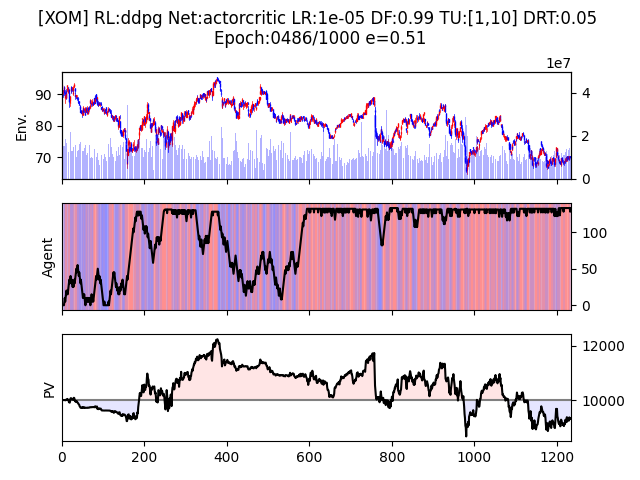 [XOM] RL:ddpg Net:actorcritic LR:1e-05 DF:0.99 TU:[1,10] DRT:0.05
Epoch:0486/1000 e=0.51
1e7
Env.
90
80
70
4
2
0
Agent
100
50
0
PV
12000
10000
0 200 400 600 800 1000 1200